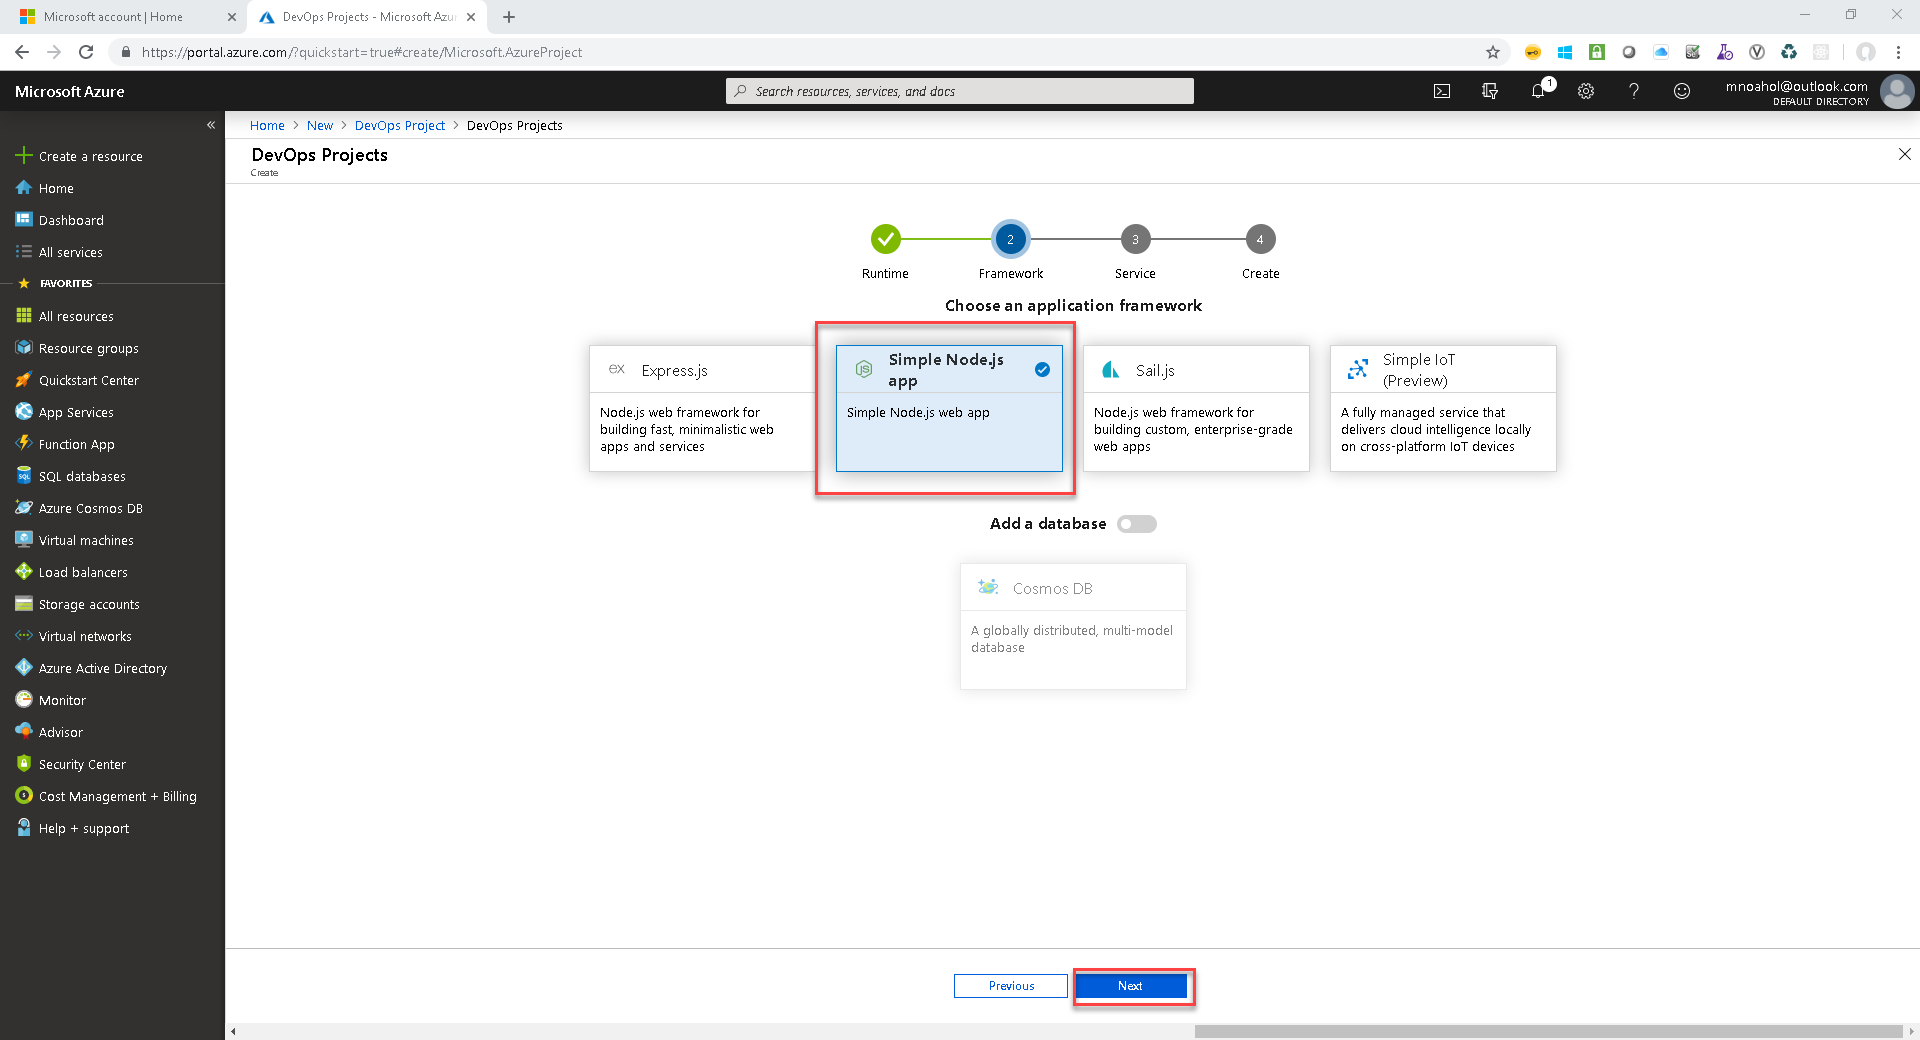 Microsoft account | Home
DevOps Projects - Microsoft Azu
https://portal.azure.com/?quickstart=true#create/Microsoft.AzureProject
Microsoft Azure
Search resources, services, and docs
1
mnoahol@outlook.com
DEFAULT DIRECTORY
Home > New > DevOps Project > DevOps Projects
DevOps Projects
Create
Create a resource
Home
Dashboard
All services
FAVORITES
All resources
Resource groups
Quickstart Center
App Services
Function App
SQL databases
Azure Cosmos DB
Virtual machines
Load balancers
Storage accounts
Virtual networks
Azure Active Directory
Monitor
Advisor
Security Center
Cost Management + Billing
Help + support
2
3
4
Runtime
Framework
Service
Create
Choose an application framework
ex
Express.js
Node.js web framework for
building fast, minimalistic web
apps and services
Simple Node.js
app
Simple Node.js web app
Sail.js
Node.js web framework for
building custom, enterprise-grade
web apps
Simple IoT
(Preview)
A fully managed service that
delivers cloud intelligence locally
on cross-platform IoT devices
Add a database
Cosmos DB
A globally distributed, multi-model
database
Previous
Next